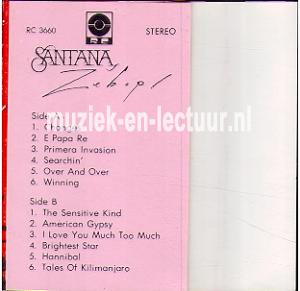 RC 3660
STEREO
SANTANA
Zebop!
Side A
1. Changes
2. E Papa Re
3. Primera Invasion
4. Searchin'
5. Over And Over
6. Winning
muziek-en-lectuur.nl
Side B
1. The Sensitive Kind
2. American Gypsy
3. I Love You Much Too Much
4. Brightest Star
5. Hannibal
6. Tales Of Kilimanjaro